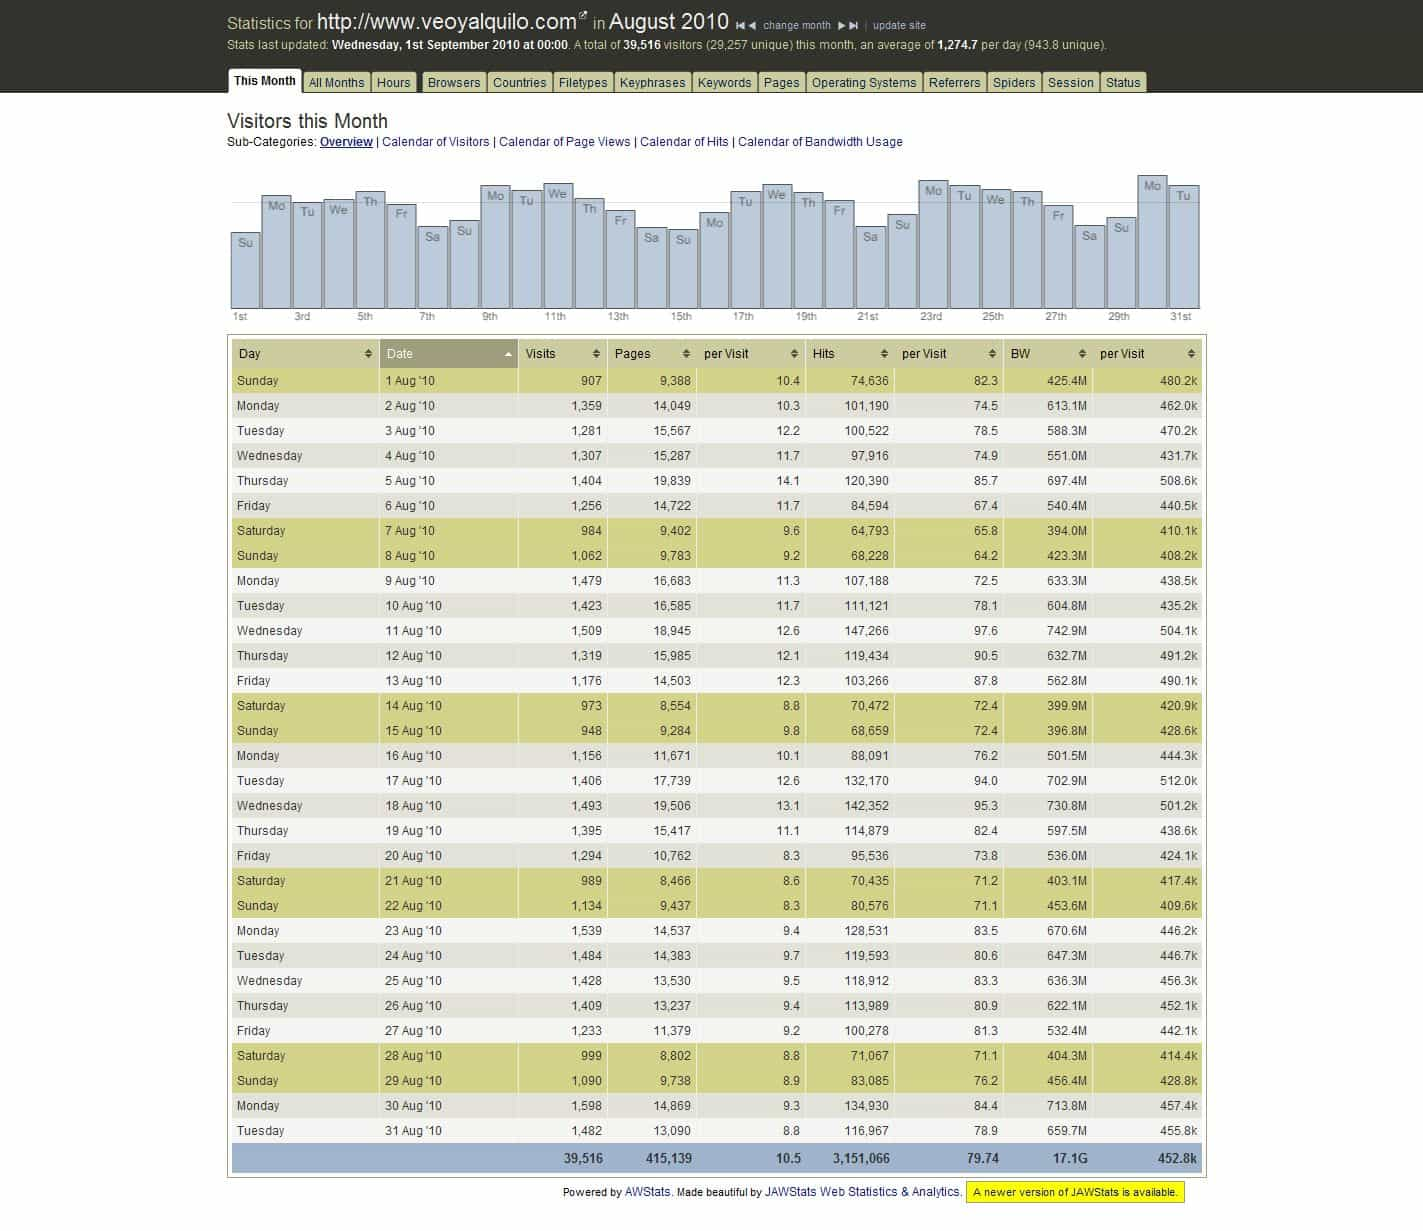 Statistics for http://www.veoyalquilo.com in August 2010 change month | update site
Stats last updated: Wednesday, 1st September 2010 at 00:00. A total of 39,516 visitors (29,257 unique) this month, an average of 1,274.7 per day (943.8 unique).
This Month All Months Hours Browsers Countries Filetypes Keyphrases Keywords Pages Operating Systems Referrers Spiders Session Status
Visitors this Month
Sub-Categories: Overview | Calendar of Visitors | Calendar of Page Views | Calendar of Hits | Calendar of Bandwidth Usage
Su Mo Tu We Th Fr Sa Su Mo Tu We Th Fr Sa Su Mo Tu We Th Fr Sa Su Mo Tu We Th Fr Sa Su Mo Tu
1st 3rd 5th 7th 9th 11th 13th 15th 17th 19th 21st 23rd 25th 27th 29th 31st
Day Date Visits Pages per Visit Hits per Visit BW per Visit
Sunday 1 Aug '10 907 9,388 10.4 74,636 82.3 425.4M 480.2k
Monday 2 Aug '10 1,359 14,049 10.3 101,190 74.5 613.1M 462.0k
Tuesday 3 Aug '10 1,281 15,567 12.2 100,522 78.5 588.3M 470.2k
Wednesday 4 Aug '10 1,307 15,287 11.7 97,916 74.9 551.0M 431.7k
Thursday 5 Aug '10 1,404 19,839 14.1 120,390 85.7 697.4M 508.6k
Friday 6 Aug '10 1,256 14,722 11.7 84,594 67.4 540.4M 440.5k
Saturday 7 Aug '10 984 9,402 9.6 64,793 65.8 394.0M 410.1k
Sunday 8 Aug '10 1,062 9,783 9.2 68,228 64.2 423.3M 408.2k
Monday 9 Aug '10 1,479 16,683 11.3 107,188 72.5 633.3M 438.5k
Tuesday 10 Aug '10 1,423 16,585 11.7 111,121 78.1 604.8M 435.2k
Wednesday 11 Aug '10 1,509 18,945 12.6 147,266 97.6 742.9M 504.1k
Thursday 12 Aug '10 1,319 15,985 12.1 119,434 90.5 632.7M 491.2k
Friday 13 Aug '10 1,176 14,503 12.3 103,266 87.8 562.8M 490.1k
Saturday 14 Aug '10 973 8,554 8.8 70,472 72.4 399.9M 420.9k
Sunday 15 Aug '10 948 9,284 9.8 68,659 72.4 396.8M 428.6k
Monday 16 Aug '10 1,156 11,671 10.1 88,091 76.2 501.5M 444.3k
Tuesday 17 Aug '10 1,406 17,739 12.6 132,170 94.0 702.9M 512.0k
Wednesday 18 Aug '10 1,493 19,506 13.1 142,352 95.3 730.8M 501.2k
Thursday 19 Aug '10 1,395 15,417 11.1 114,879 82.4 597.5M 438.6k
Friday 20 Aug '10 1,294 10,762 8.3 95,536 73.8 536.0M 424.1k
Saturday 21 Aug '10 989 8,466 8.6 70,435 71.2 403.1M 417.4k
Sunday 22 Aug '10 1,134 9,437 8.3 80,576 71.1 453.6M 409.6k
Monday 23 Aug '10 1,539 14,537 9.4 128,531 83.5 670.6M 446.2k
Tuesday 24 Aug '10 1,484 14,383 9.7 119,593 80.6 647.3M 446.7k
Wednesday 25 Aug '10 1,428 13,530 9.5 118,912 83.3 636.3M 456.3k
Thursday 26 Aug '10 1,409 13,237 9.4 113,989 80.9 622.1M 452.1k
Friday 27 Aug '10 1,233 11,379 9.2 100,278 81.3 532.4M 442.1k
Saturday 28 Aug '10 999 8,802 8.8 71,067 71.1 404.3M 414.4k
Sunday 29 Aug '10 1,090 9,738 8.9 83,085 76.2 456.4M 428.8k
Monday 30 Aug '10 1,598 14,869 9.3 134,930 84.4 713.8M 457.4k
Tuesday 31 Aug '10 1,482 13,090 8.8 116,967 78.9 659.7M 455.8k
39,516 415,139 10.5 3,151,066 79.74 17.1G 452.8k
Powered by AWStats. Made beautiful by JAWStats Web Statistics & Analytics. A newer version of JAWStats is available.